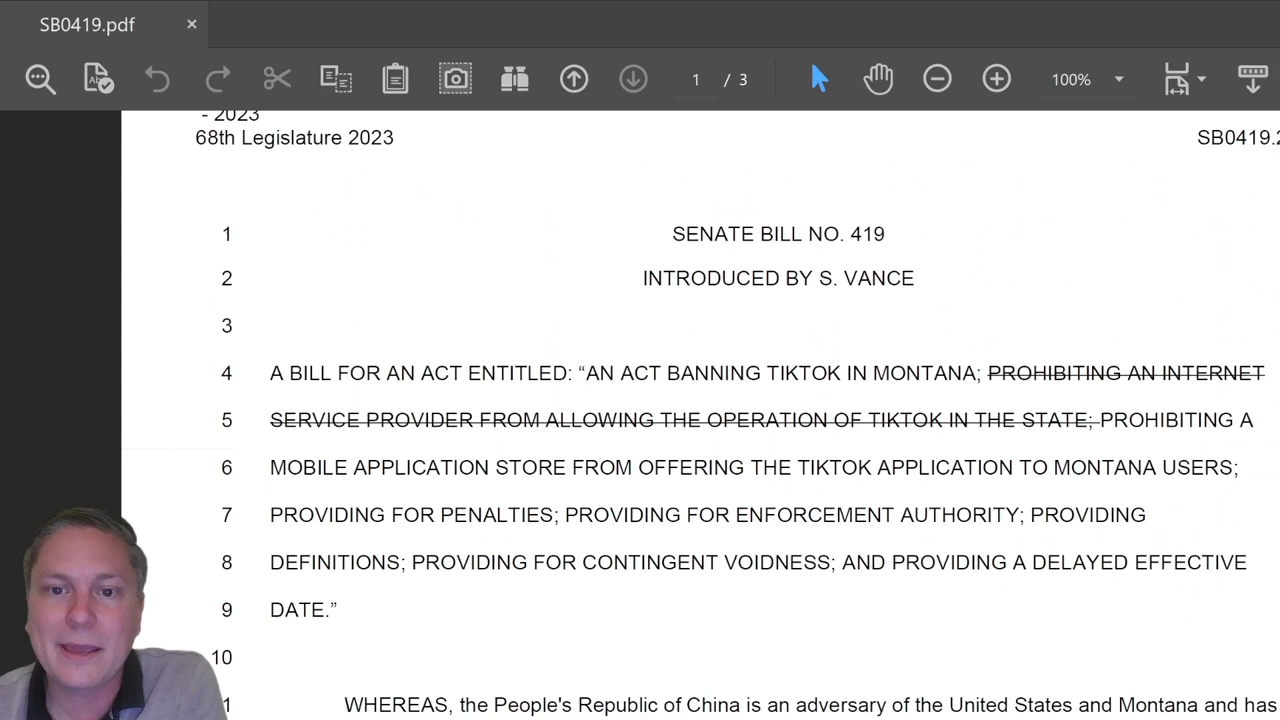 SB0419.pdf
1 / 3
100%
- 2023
68th Legislature 2023
SB0419.
1 SENATE BILL NO. 419
2 INTRODUCED BY S. VANCE
3
4 A BILL FOR AN ACT ENTITLED: “AN ACT BANNING TIKTOK IN MONTANA; PROHIBITING AN INTERNET
5 SERVICE PROVIDER FROM ALLOWING THE OPERATION OF TIKTOK IN THE STATE; PROHIBITING A
6 MOBILE APPLICATION STORE FROM OFFERING THE TIKTOK APPLICATION TO MONTANA USERS;
7 PROVIDING FOR PENALTIES; PROVIDING FOR ENFORCEMENT AUTHORITY; PROVIDING
8 DEFINITIONS; PROVIDING FOR CONTINGENT VOIDNESS; AND PROVIDING A DELAYED EFFECTIVE
9 DATE.”
10
1 WHEREAS, the People's Republic of China is an adversary of the United States and Montana and has